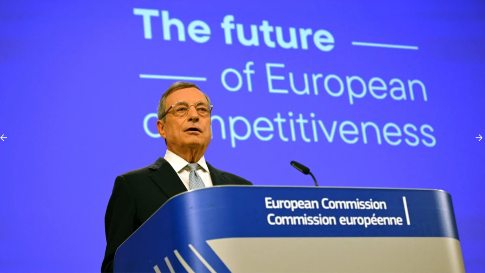 The future
of European
competitiveness
European Commission
Commission européenne